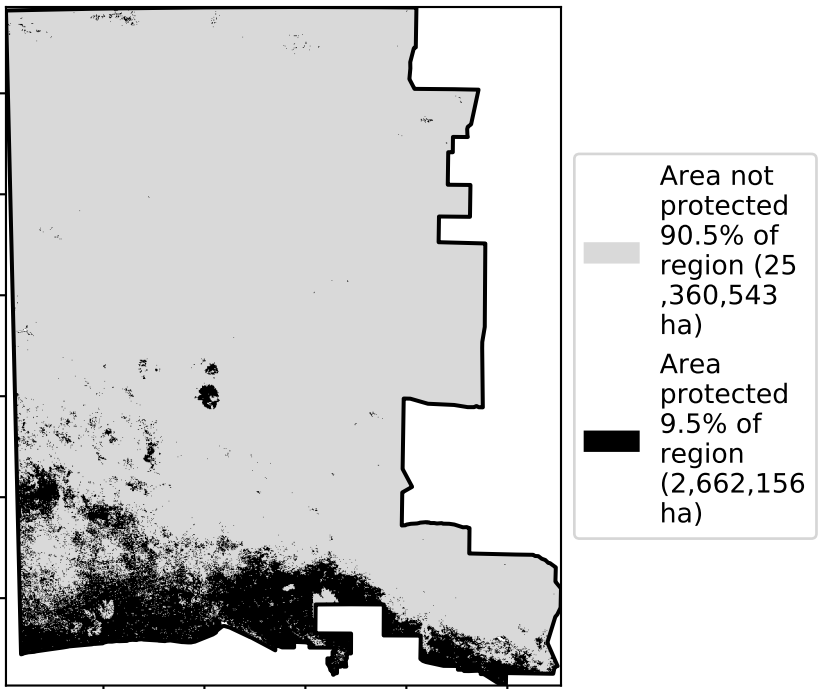 Area not
protected
90.5% of
region (25
,360,543
ha)
Area
protected
9.5% of
region
(2,662,156
ha)